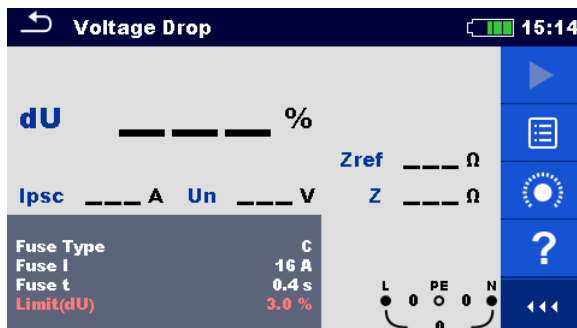 Voltage Drop 15:14
dU ___ %
Zref ___ Ω
Ipsc ___ A Un ___ V Z ___ Ω
Fuse Type C
Fuse I 16 A
Fuse t 0.4 s
Limit(dU) 3.0 %
?
L PE N
0 0
0